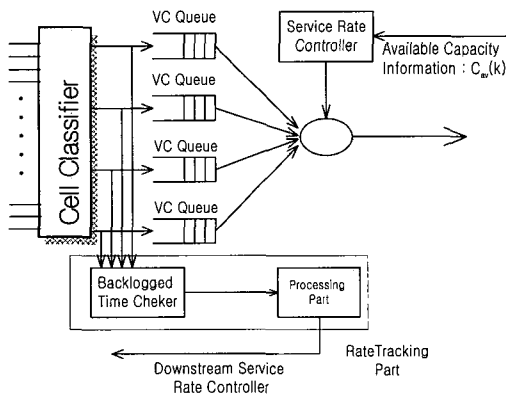 VC Queue
Service Rate
Controller
Available Capacity
Information : C_av(k)
VC Queue
Cell Classifier
VC Queue
VC Queue
Backlogged
Time Cheker
Processing
Part
Downstream Service
Rate Controller
RateTracking
Part